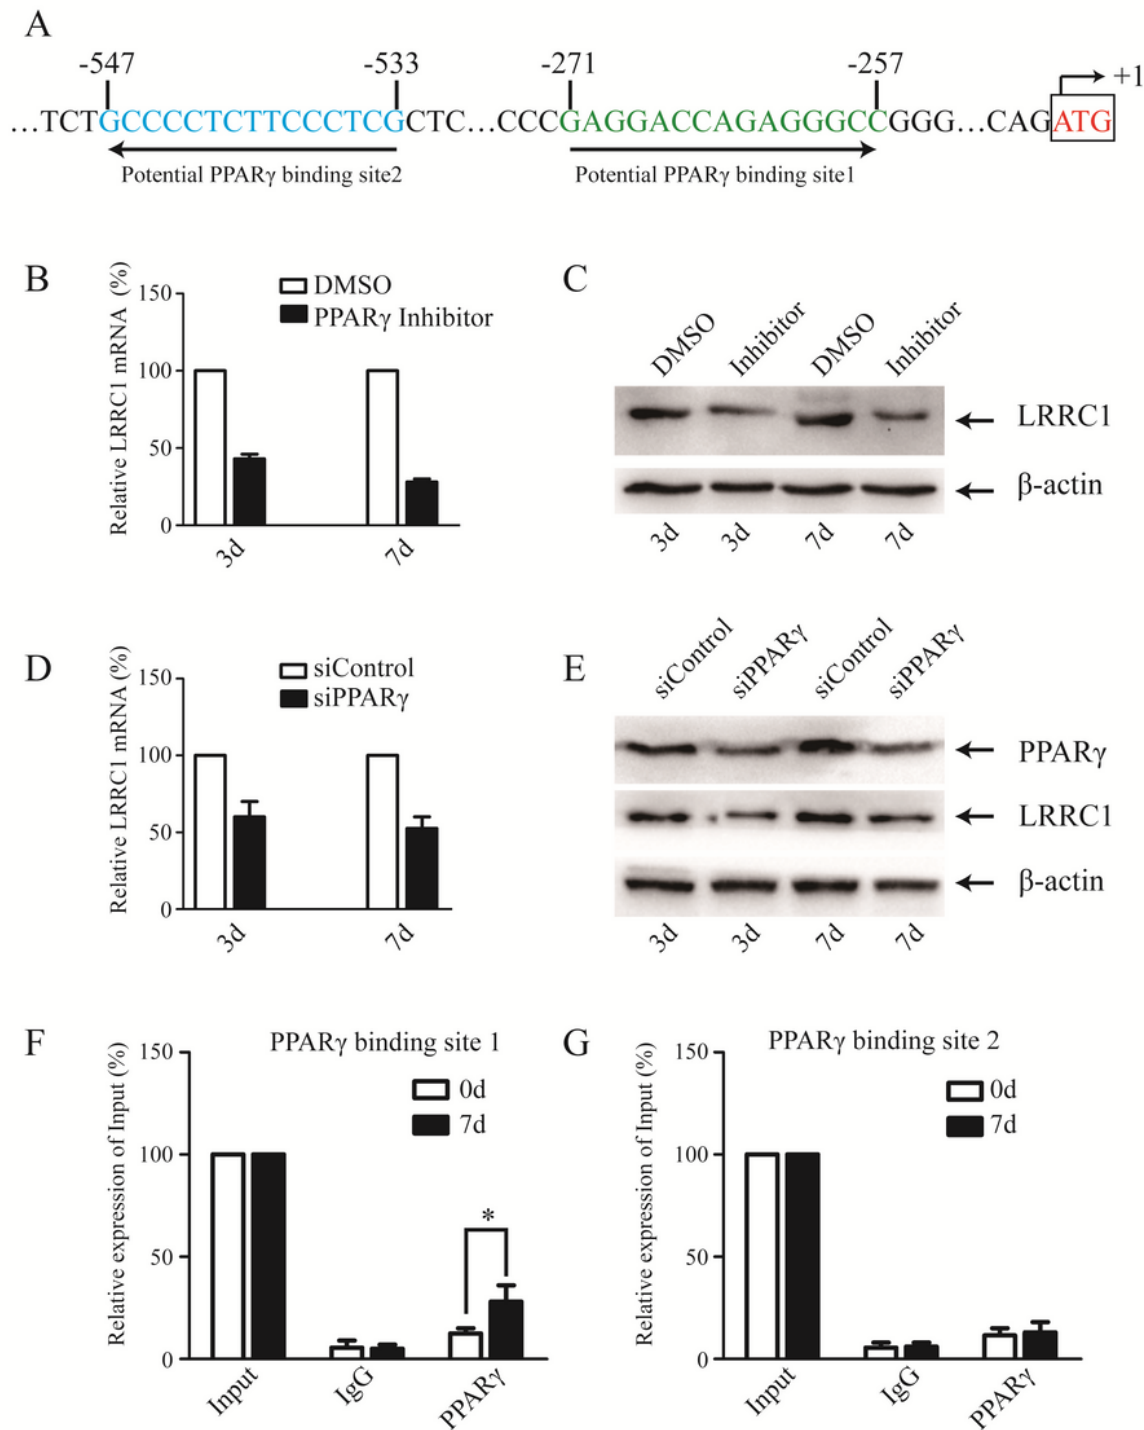 A
-547 -533 -271 -257 +1
...TCTGCCCCTCTTCCCTCGCTC...CCCGAGGACCAGAGGGCCGGG...CAGATG
Potential PPARγ binding site2 Potential PPARγ binding site1
B
Relative LRRC1 mRNA (%)
150
100
50
0
DMSO
PPARγ Inhibitor
3d 7d
C
DMSO Inhibitor DMSO Inhibitor
LRRC1
β-actin
3d 3d 7d 7d
D
Relative LRRC1 mRNA (%)
150
100
50
0
siControl
siPPARγ
3d 7d
E
siControl siPPARγ siControl siPPARγ
PPARγ
LRRC1
β-actin
3d 3d 7d 7d
F
PPARγ binding site 1
Relative expression of Input (%)
150
100
50
0
0d
7d
*
Input IgG PPARγ
G
PPARγ binding site 2
Relative expression of Input (%)
150
100
50
0
0d
7d
Input IgG PPARγ